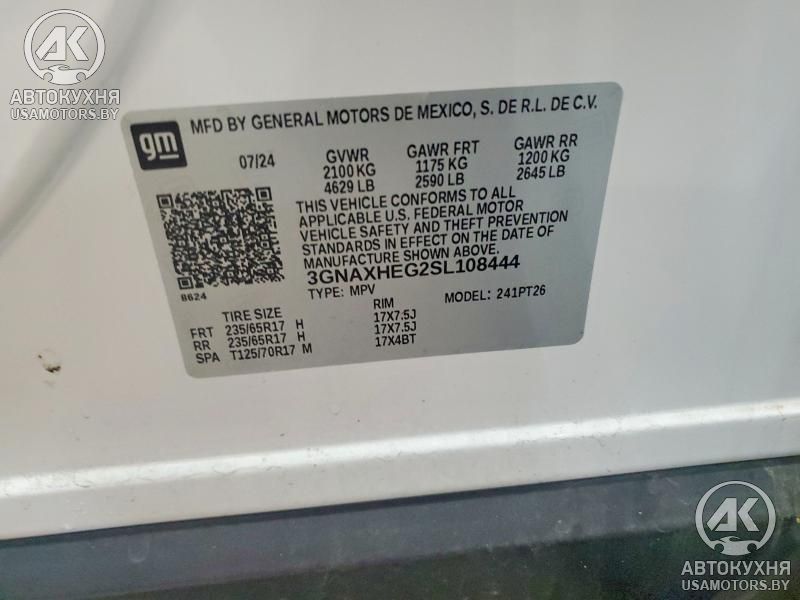 AK
АВТОКУХНЯ
USAMOTORS.BY
gm
MFD BY GENERAL MOTORS DE MEXICO, S. DE R.L. DE C.V.
07/24 GVWR GAWR FRT GAWR RR
2100 KG 1175 KG 1200 KG
4629 LB 2590 LB 2645 LB
THIS VEHICLE CONFORMS TO ALL
APPLICABLE U.S. FEDERAL MOTOR
VEHICLE SAFETY AND THEFT PREVENTION
STANDARDS IN EFFECT ON THE DATE OF
MANUFACTURE SHOWN ABOVE.
3GNAXHEG2SL108444
B624 TYPE: MPV MODEL: 241PT26
TIRE SIZE RIM
FRT 235/65R17 H 17X7.5J
RR 235/65R17 H 17X7.5J
SPA T125/70R17 M 17X4BT
AK
АВТОКУХНЯ
USAMOTORS.BY